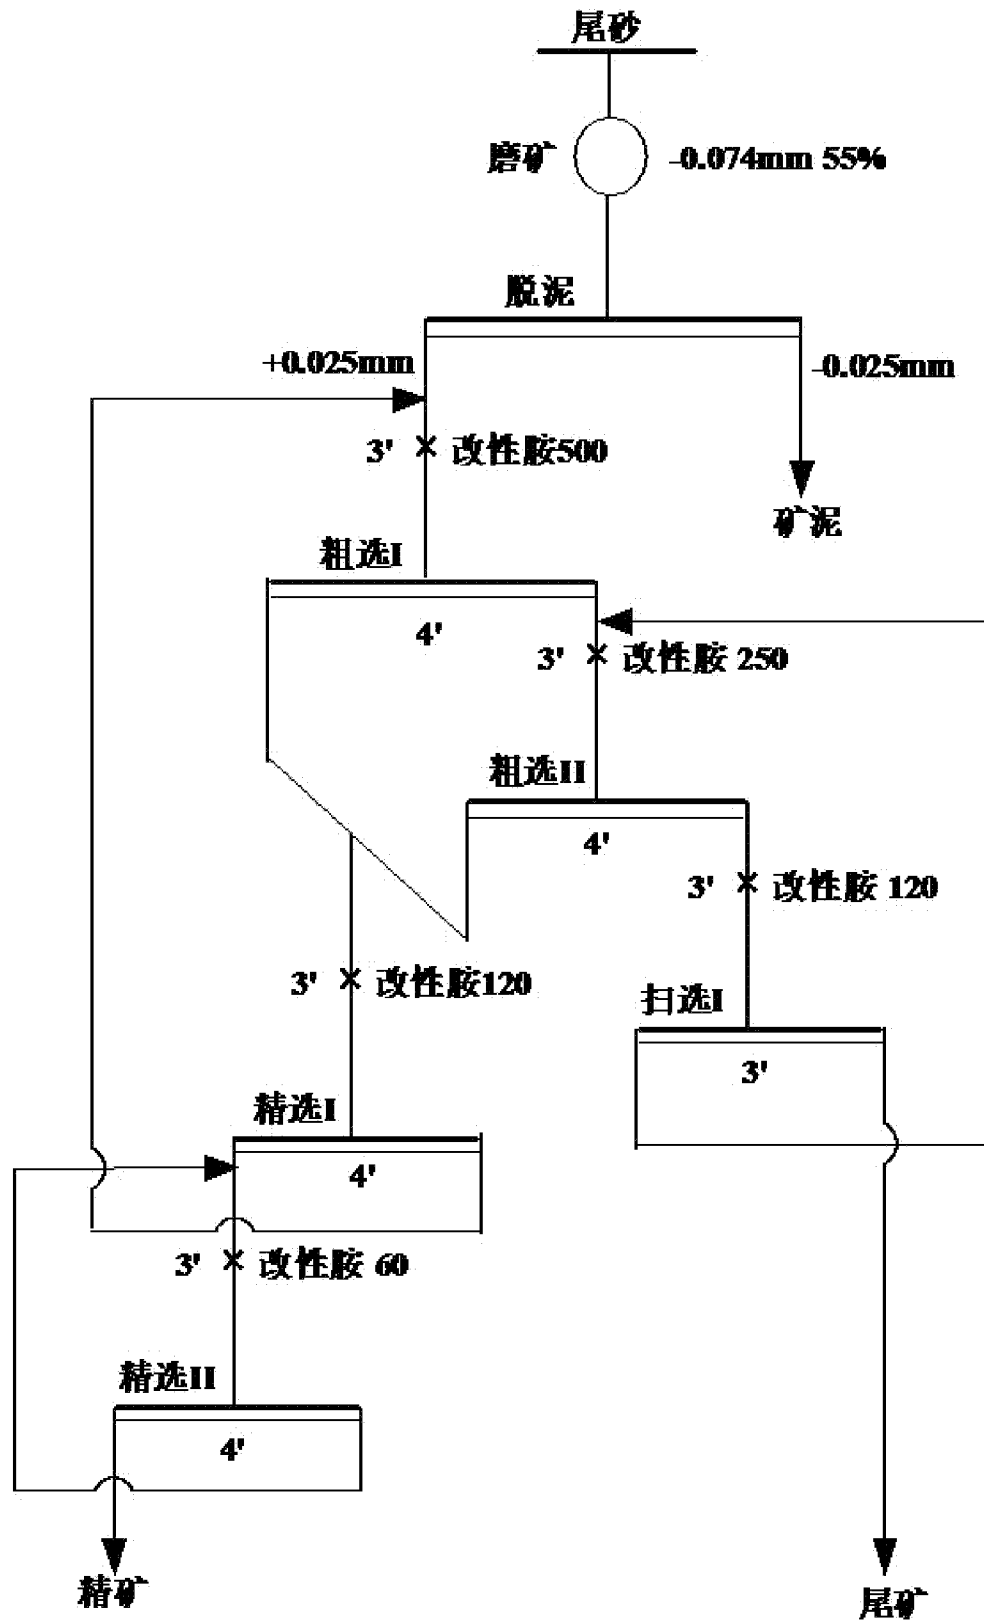 尾砂
磨矿 -0.074mm 55%
脱泥
+0.025mm
-0.025mm
3' 改性胺500
矿泥
粗选I
4'
3' 改性胺 250
粗选II
4'
3' 改性胺 120
3' 改性胺120
扫选I
3'
精选I
4'
3' 改性胺 60
精选II
4'
精矿
尾矿